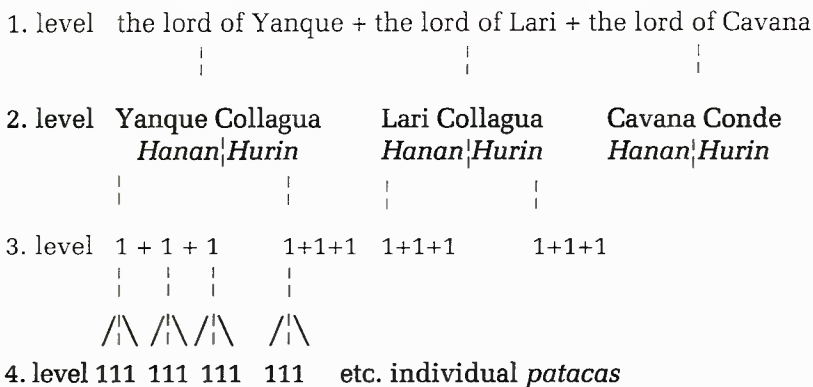 1. level the lord of Yanque + the lord of Lari + the lord of Cavana
2. level Yanque Collagua Lari Collagua Cavana Conde
Hanan¦Hurin Hanan¦Hurin Hanan¦Hurin
3. level 1 + 1 + 1 1+1+1 1+1+1 1+1+1
4. level 111 111 111 111 etc. individual patacas